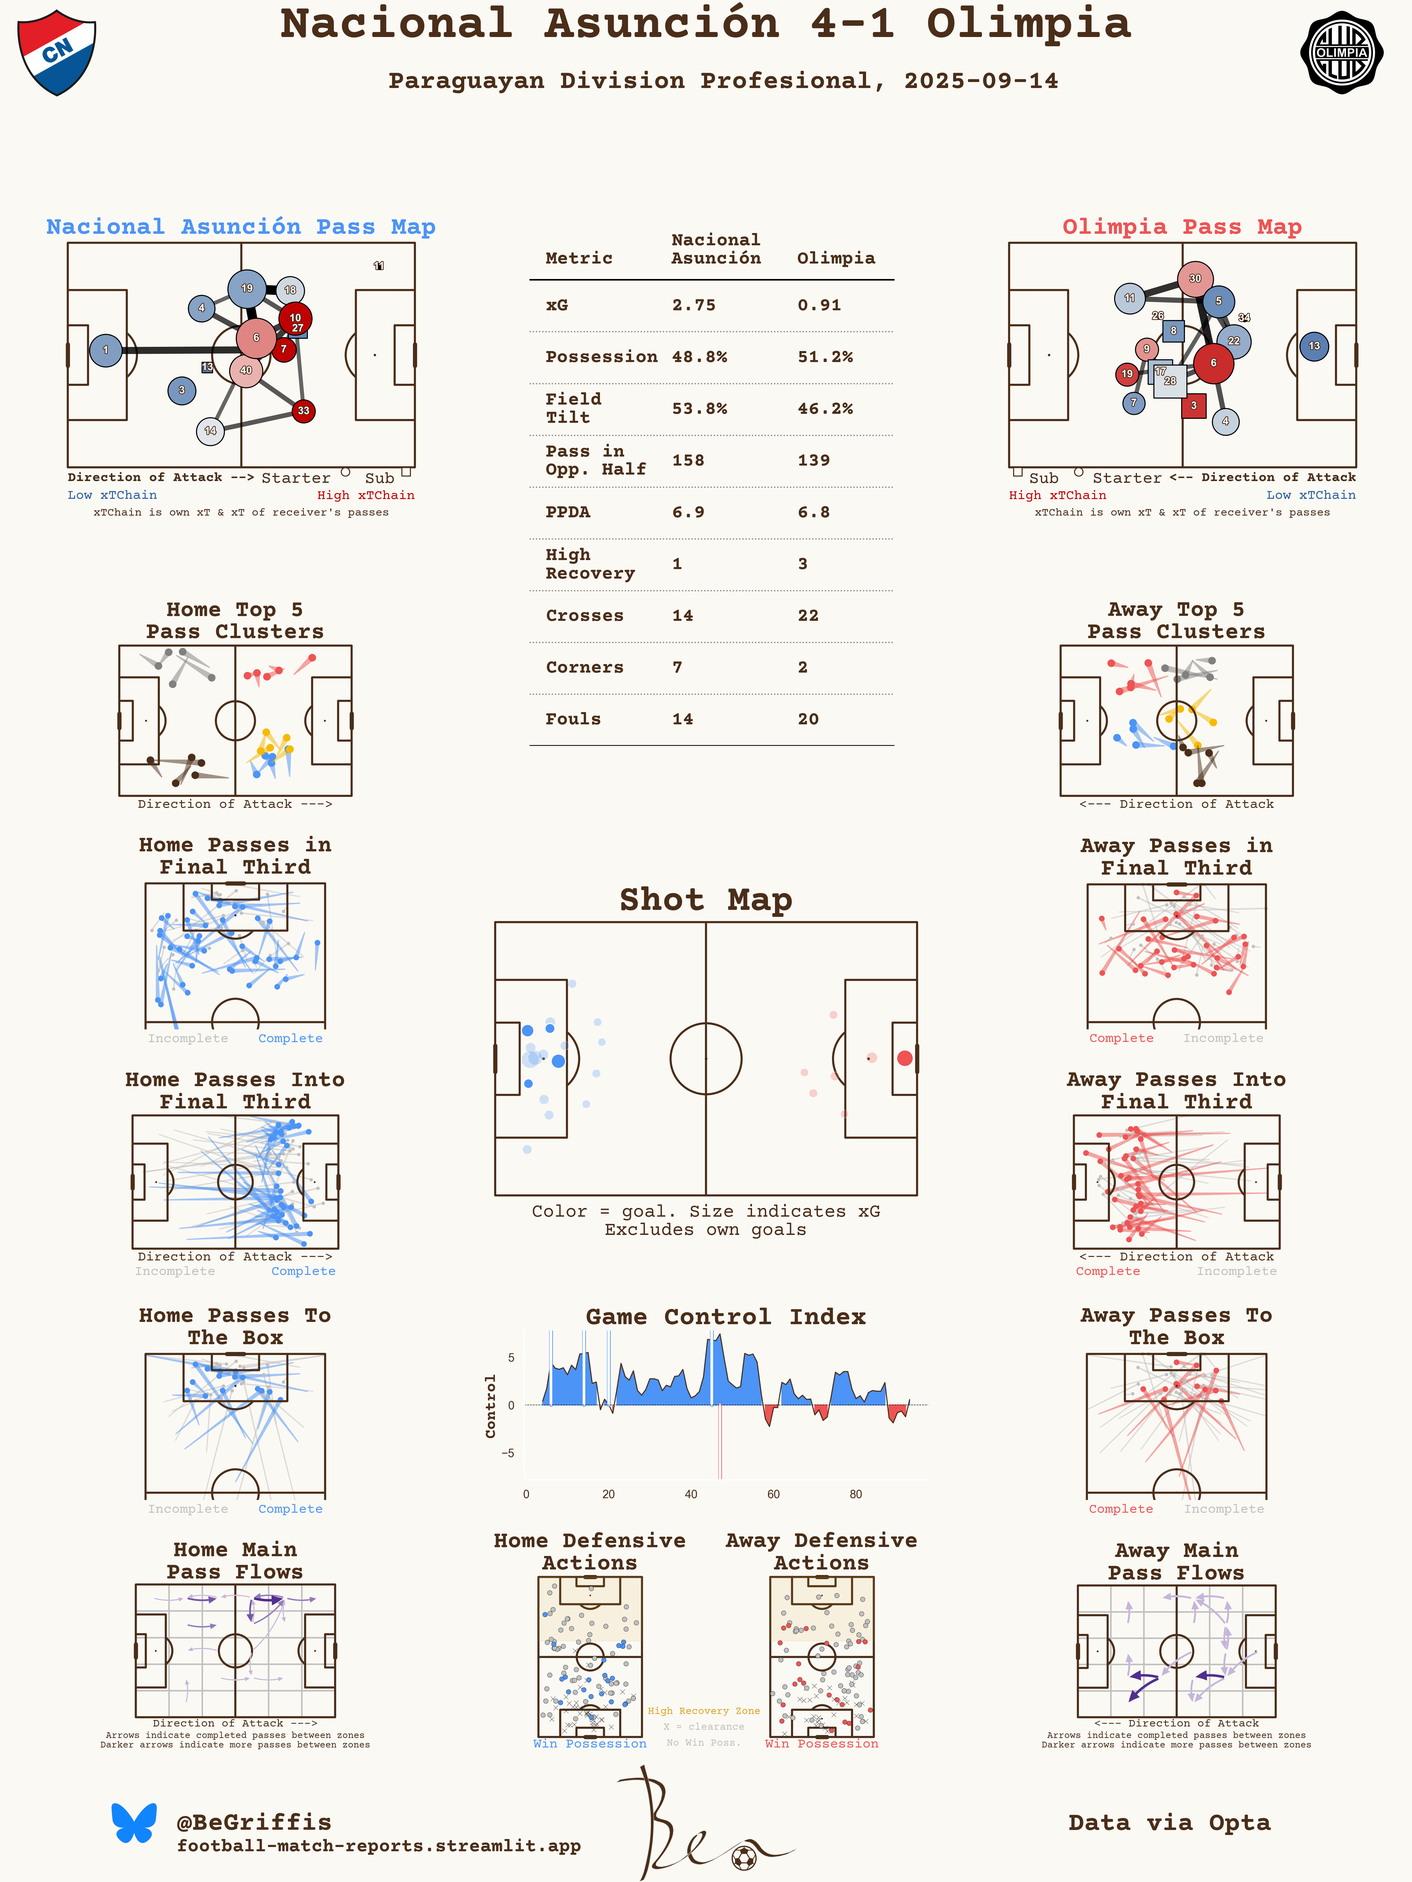 Nacional Asunción 4-1 Olimpia
Paraguayan Division Profesional, 2025-09-14
CN
OLIMPIA
Nacional Asunción Pass Map
11
19
18
4
10
27
6
7
1
13
40
3
33
14
Direction of Attack --> Starter Sub
Low xTChain High xTChain
xTChain is own xT & xT of receiver's passes
Metric Nacional Asunción Olimpia
xG 2.75 0.91
Possession 48.8% 51.2%
Field Tilt 53.8% 46.2%
Pass in Opp. Half 158 139
PPDA 6.9 6.8
High Recovery 1 3
Crosses 14 22
Corners 7 2
Fouls 14 20
Olimpia Pass Map
30
11
5
26
34
8
22
9
13
6
19
17
28
7
3
4
Sub Starter <-- Direction of Attack
High xTChain Low xTChain
xTChain is own xT & xT of receiver's passes
Home Top 5
Pass Clusters
Direction of Attack --->
Away Top 5
Pass Clusters
<--- Direction of Attack
Home Passes in
Final Third
Incomplete Complete
Away Passes in
Final Third
Complete Incomplete
Shot Map
Color = goal. Size indicates xG
Excludes own goals
Home Passes Into
Final Third
Direction of Attack --->
Incomplete Complete
Away Passes Into
Final Third
<--- Direction of Attack
Complete Incomplete
Home Passes To
The Box
Incomplete Complete
Game Control Index
Control
5
0
−5
0 20 40 60 80
Away Passes To
The Box
Complete Incomplete
Home Main
Pass Flows
Direction of Attack --->
Arrows indicate completed passes between zones
Darker arrows indicate more passes between zones
Home Defensive
Actions
Win Possession
Away Defensive
Actions
Win Possession
High Recovery Zone
X = clearance
No Win Poss.
Away Main
Pass Flows
<--- Direction of Attack
Arrows indicate completed passes between zones
Darker arrows indicate more passes between zones
@BeGriffis
football-match-reports.streamlit.app
Ben
Data via Opta